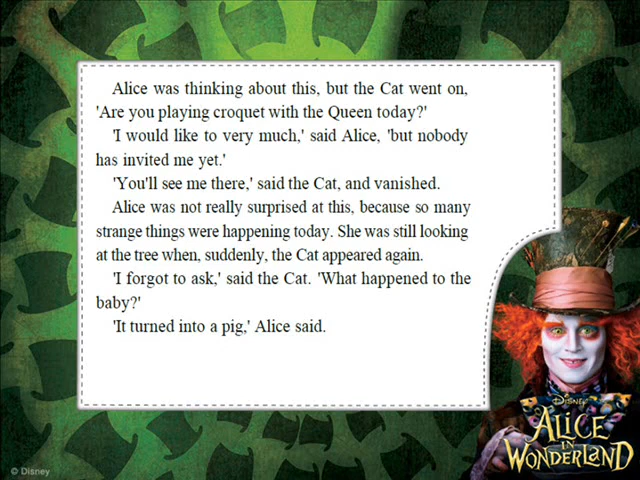 Alice was thinking about this, but the Cat went on,
'Are you playing croquet with the Queen today?'
'I would like to very much,' said Alice, 'but nobody
has invited me yet.'
'You'll see me there,' said the Cat, and vanished.
Alice was not really surprised at this, because so many
strange things were happening today. She was still looking
at the tree when, suddenly, the Cat appeared again.
'I forgot to ask,' said the Cat. 'What happened to the
baby?'
'It turned into a pig,' Alice said.
Disney
ALICE
IN
WONDERLAND
© Disney